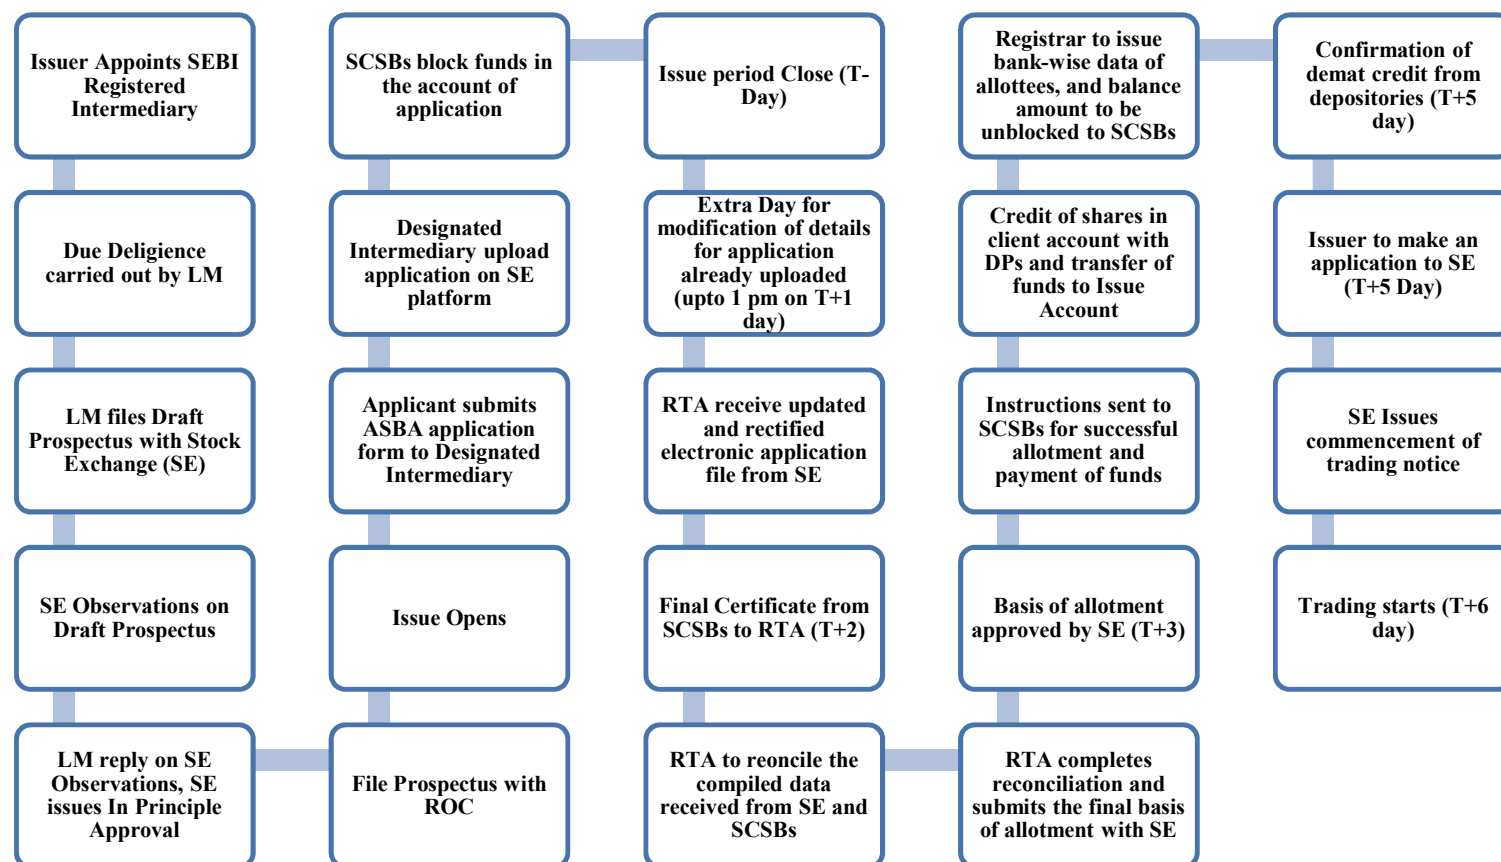 Issuer Appoints SEBI
Registered
Intermediary
Due Deligience
carried out by LM
LM files Draft
Prospectus with Stock
Exchange (SE)
SE Observations on
Draft Prospectus
LM reply on SE
Observations, SE
issues In Principle
Approval
File Prospectus with
ROC
Issue Opens
Applicant submits
ASBA application
form to Designated
Intermediary
Designated
Intermediary upload
application on SE
platform
SCSBs block funds in
the account of
application
Issue period Close (T-
Day)
Extra Day for
modification of details
for application
already uploaded
(upto 1 pm on T+1
day)
RTA receive updated
and rectified
electronic application
file from SE
Final Certificate from
SCSBs to RTA (T+2)
RTA to reconcile the
compiled data
received from SE and
SCSBs
RTA completes
reconciliation and
submits the final basis
of allotment with SE
Basis of allotment
approved by SE (T+3)
Instructions sent to
SCSBs for successful
allotment and
payment of funds
Credit of shares in
client account with
DPs and transfer of
funds to Issue
Account
Registrar to issue
bank-wise data of
allottees, and balance
amount to be
unblocked to SCSBs
Confirmation of
demat credit from
depositories (T+5
day)
Issuer to make an
application to SE
(T+5 Day)
SE Issues
commencement of
trading notice
Trading starts (T+6
day)